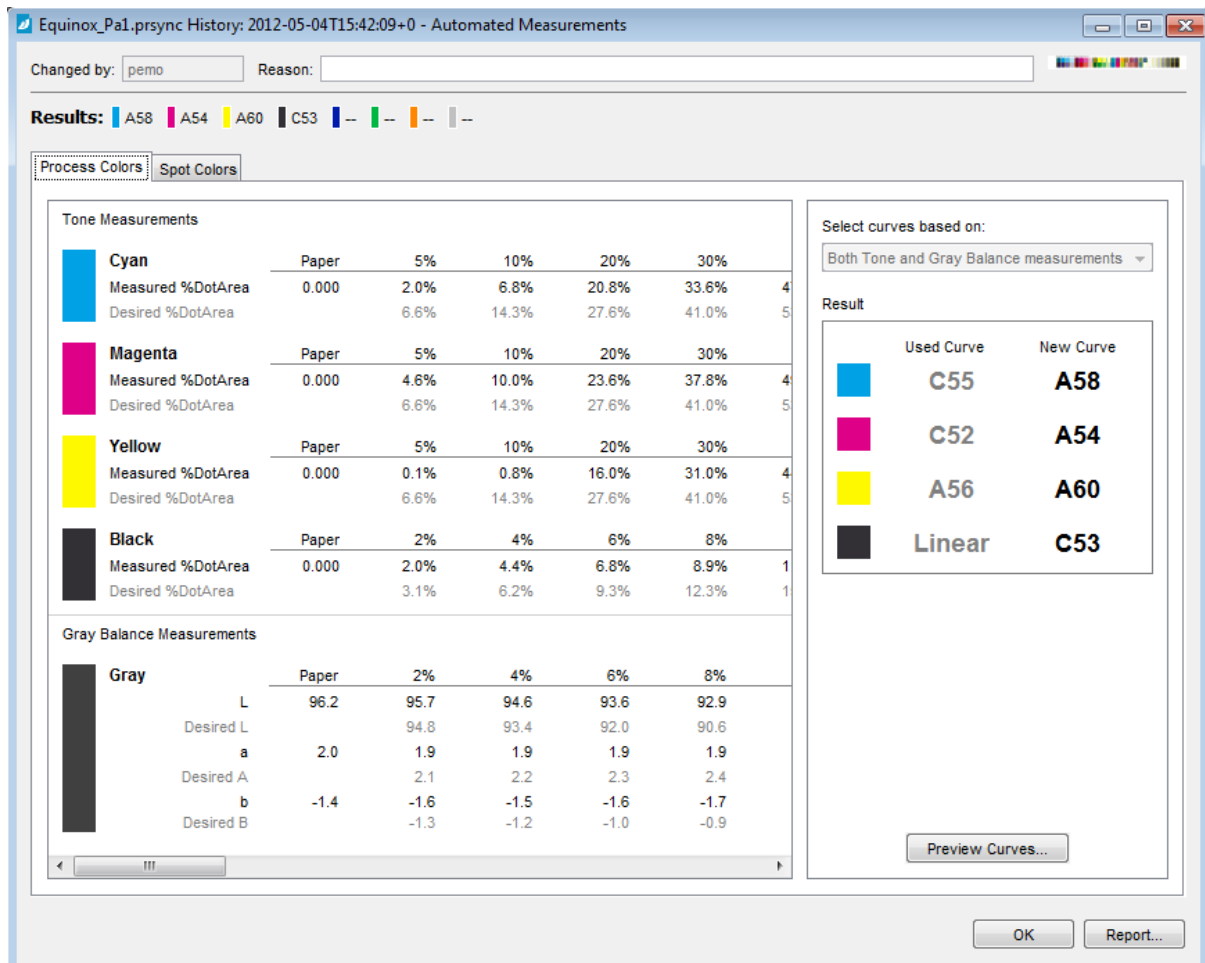 Equinox_Pa1.prsync History: 2012-05-04T15:42:09+0 - Automated Measurements
Changed by: pemo Reason:
Results: A58 A54 A60 C53 -- -- -- --
Process Colors Spot Colors
Tone Measurements
Cyan Paper 5% 10% 20% 30%
Measured %DotArea 0.000 2.0% 6.8% 20.8% 33.6%
Desired %DotArea 6.6% 14.3% 27.6% 41.0%
Magenta Paper 5% 10% 20% 30%
Measured %DotArea 0.000 4.6% 10.0% 23.6% 37.8%
Desired %DotArea 6.6% 14.3% 27.6% 41.0%
Yellow Paper 5% 10% 20% 30%
Measured %DotArea 0.000 0.1% 0.8% 16.0% 31.0%
Desired %DotArea 6.6% 14.3% 27.6% 41.0%
Black Paper 2% 4% 6% 8%
Measured %DotArea 0.000 2.0% 4.4% 6.8% 8.9%
Desired %DotArea 3.1% 6.2% 9.3% 12.3%
Gray Balance Measurements
Gray Paper 2% 4% 6% 8%
L 96.2 95.7 94.6 93.6 92.9
Desired L 94.8 93.4 92.0 90.6
a 2.0 1.9 1.9 1.9 1.9
Desired A 2.1 2.2 2.3 2.4
b -1.4 -1.6 -1.5 -1.6 -1.7
Desired B -1.3 -1.2 -1.0 -0.9
Select curves based on:
Both Tone and Gray Balance measurements
Result
Used Curve New Curve
C55 A58
C52 A54
A56 A60
Linear C53
Preview Curves...
OK Report...